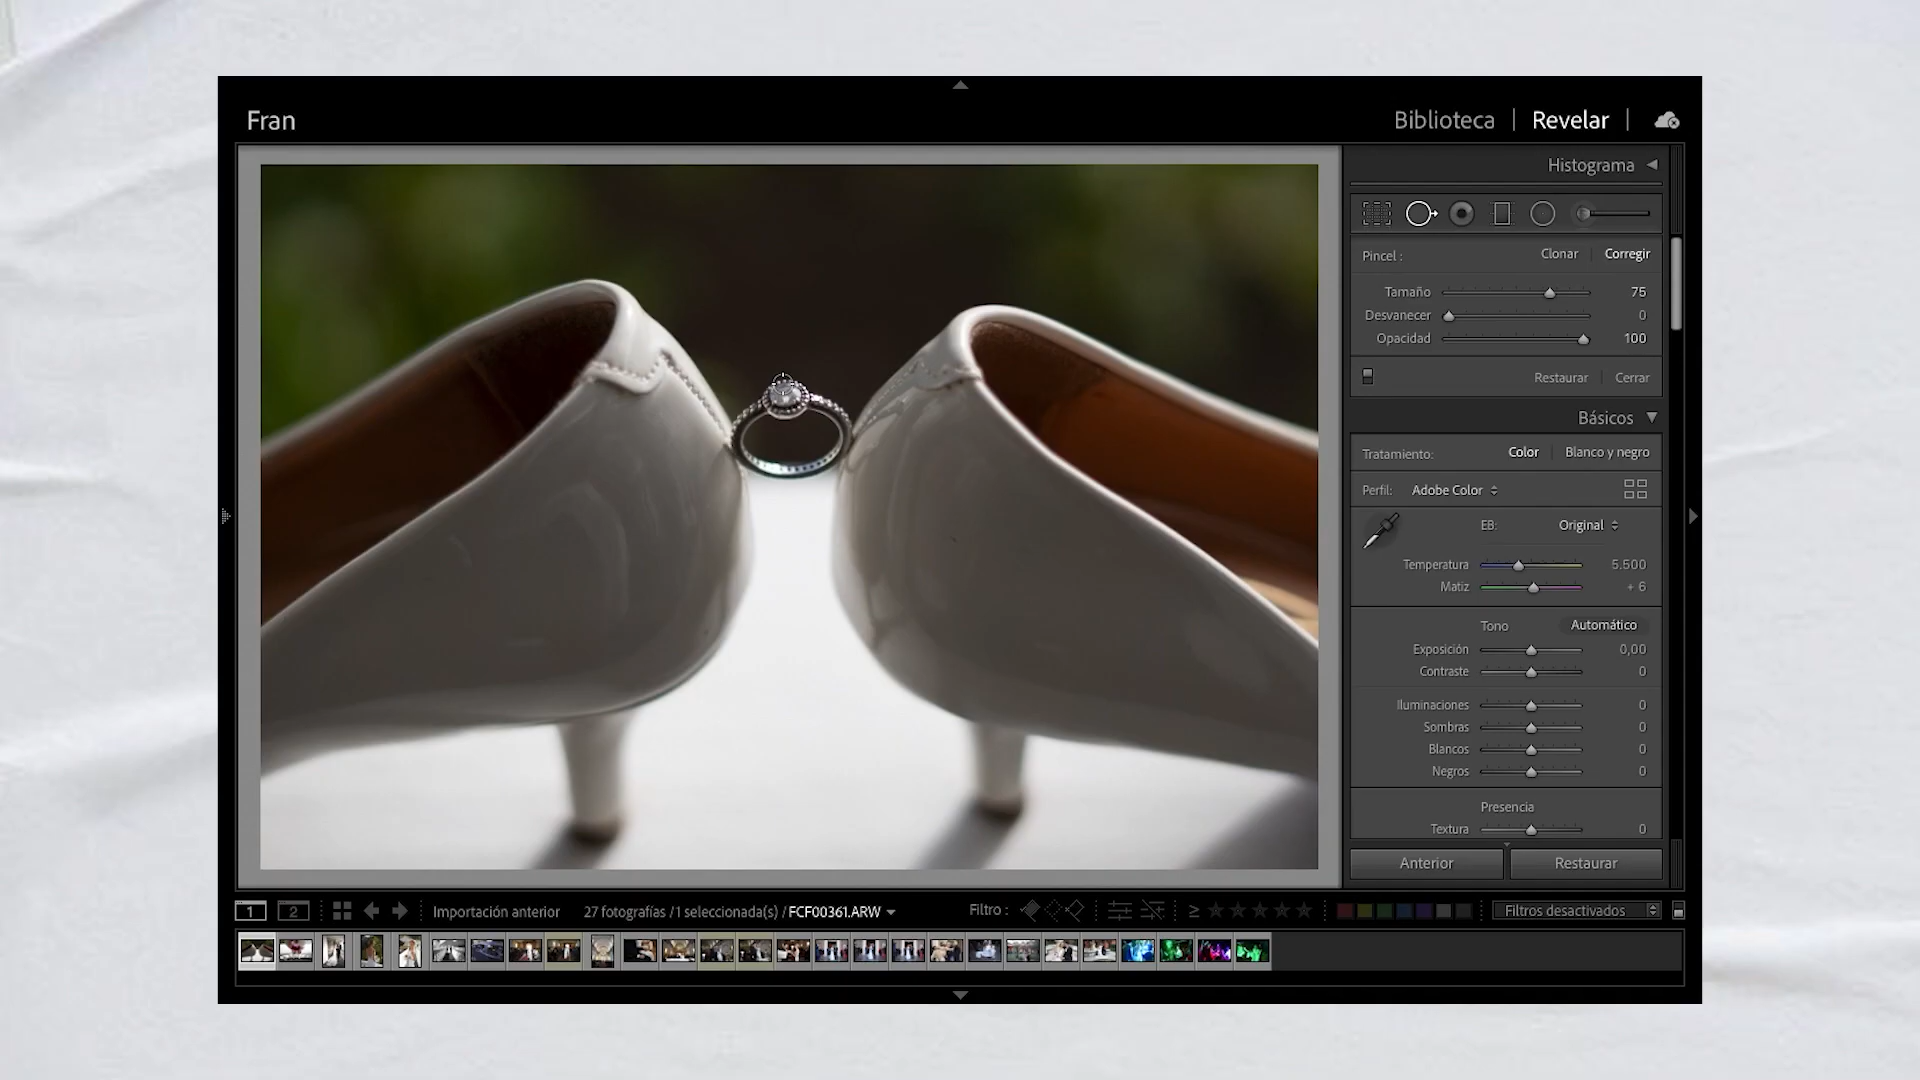 Fran
Biblioteca | Revelar |
Histograma
Pincel : Clonar | Corregir
Tamaño 75
Desvanecer 0
Opacidad 100
Restaurar | Cerrar
Básicos
Tratamiento: Color | Blanco y negro
Perfil: Adobe Color
EB: Original
Temperatura 5.500
Matiz + 6
Tono Automático
Exposición 0,00
Contraste 0
Iluminaciones 0
Sombras 0
Blancos 0
Negros 0
Presencia
Textura 0
Anterior Restaurar
1 2 Importación anterior 27 fotografías /1 seleccionada(s) /FCF00361.ARW Filtro : ≥ Filtros desactivados